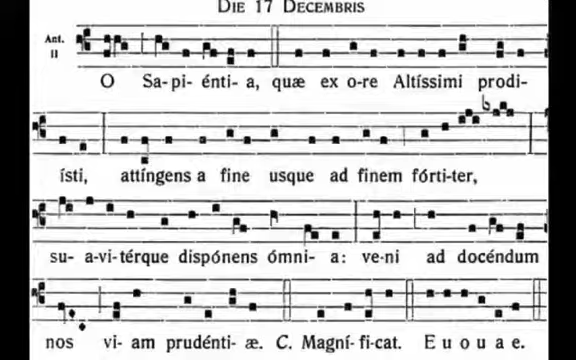 DIE 17 DECEMBRIS
Ant.
II
O Sa-pi-énti-a, quæ ex o-re Altíssimi prodi-
ísti, attíngens a fine usque ad finem fórti-ter,
su-a-vi-térque dispónens ómni-a: ve-ni ad docéndum
nos vi-am prudénti-æ. C. Magní-fi-cat. E u o u a e.